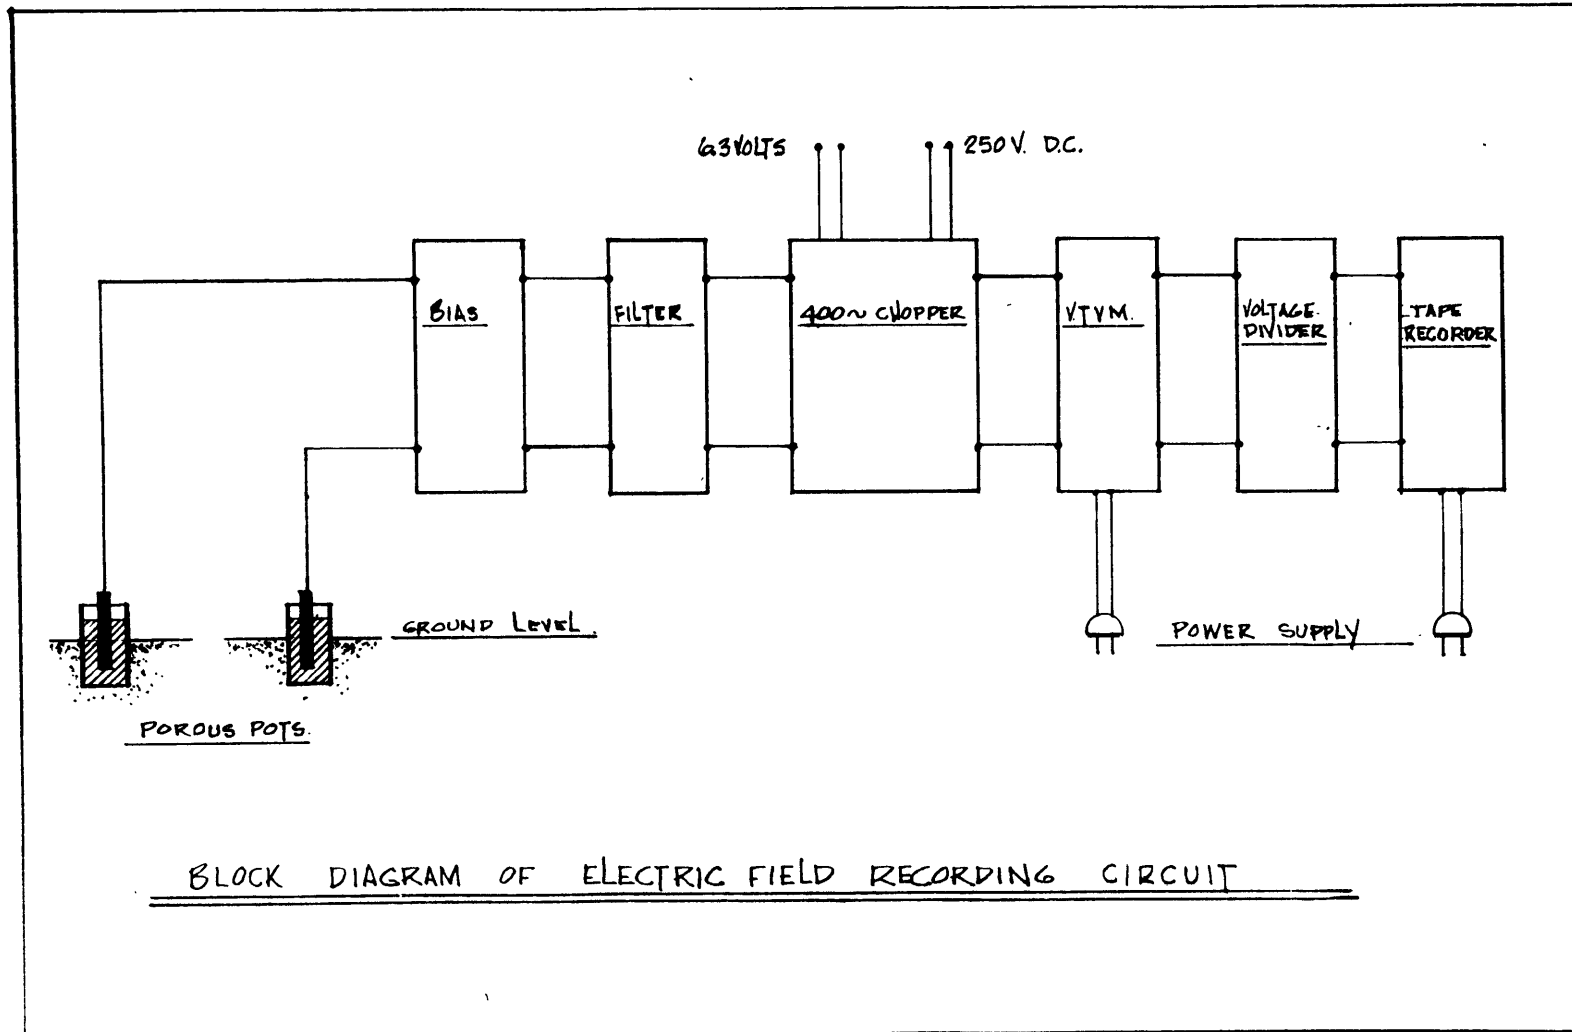 6.3 VOLTS
250 V. D.C.
BIAS
FILTER
400~ CHOPPER
V.T.V.M.
VOLTAGE
DIVIDER
TAPE
RECORDER
GROUND LEVEL.
POWER SUPPLY
POROUS POTS.
BLOCK DIAGRAM OF ELECTRIC FIELD RECORDING CIRCUIT